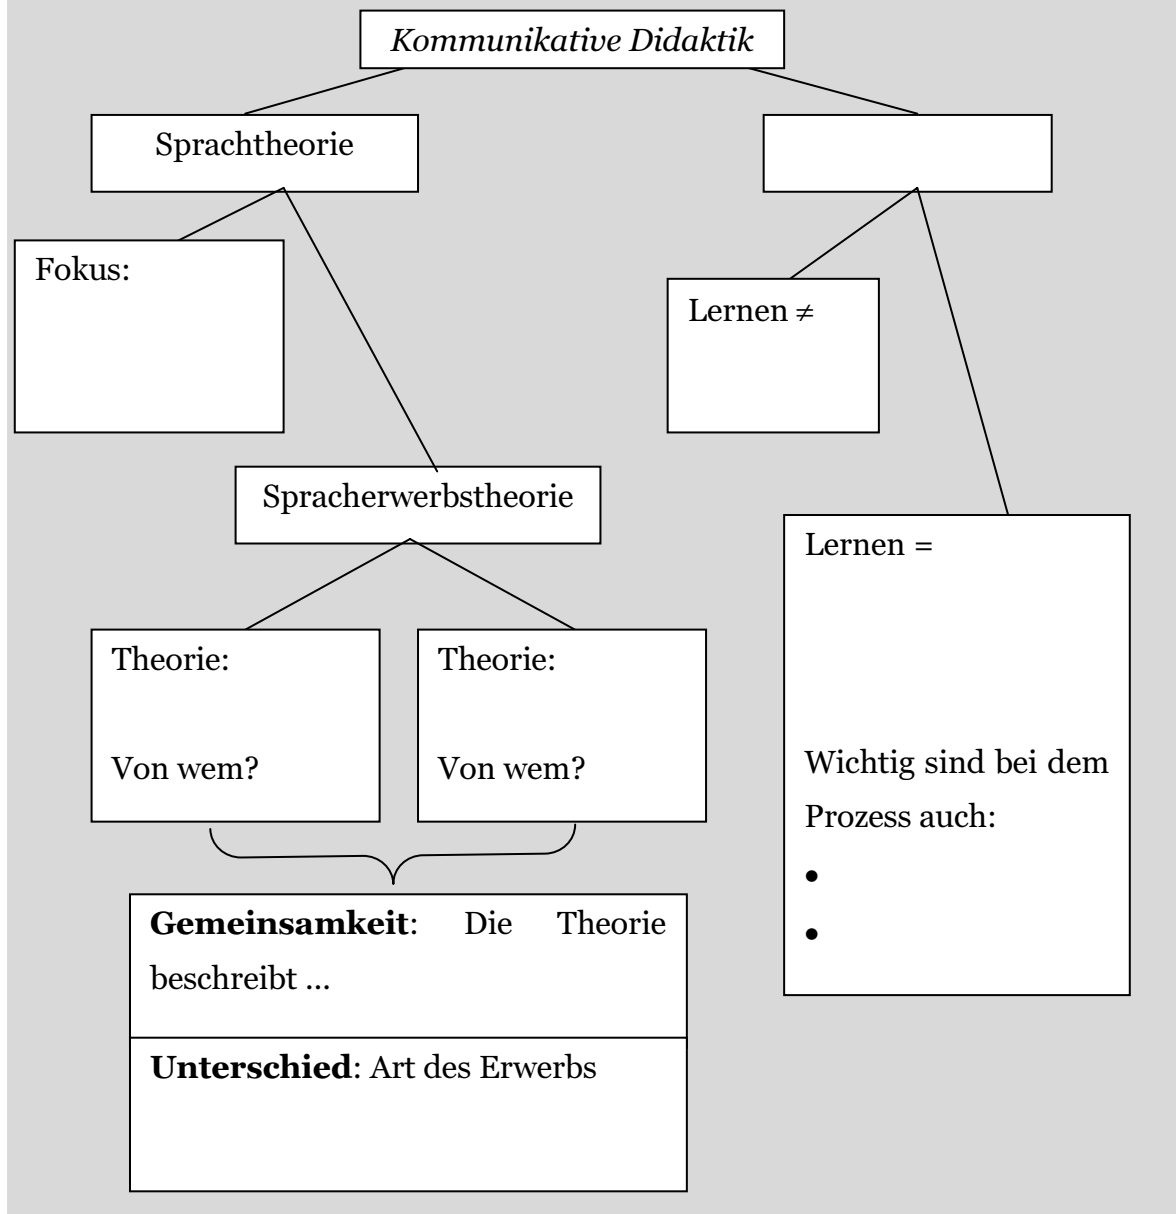 Kommunikative Didaktik
Sprachtheorie
Fokus:
Lernen ≠
Spracherwerbstheorie
Lernen =
Wichtig sind bei dem
Prozess auch:
•
•
Theorie:
Von wem?
Theorie:
Von wem?
Gemeinsamkeit: Die Theorie
beschreibt ...
Unterschied: Art des Erwerbs